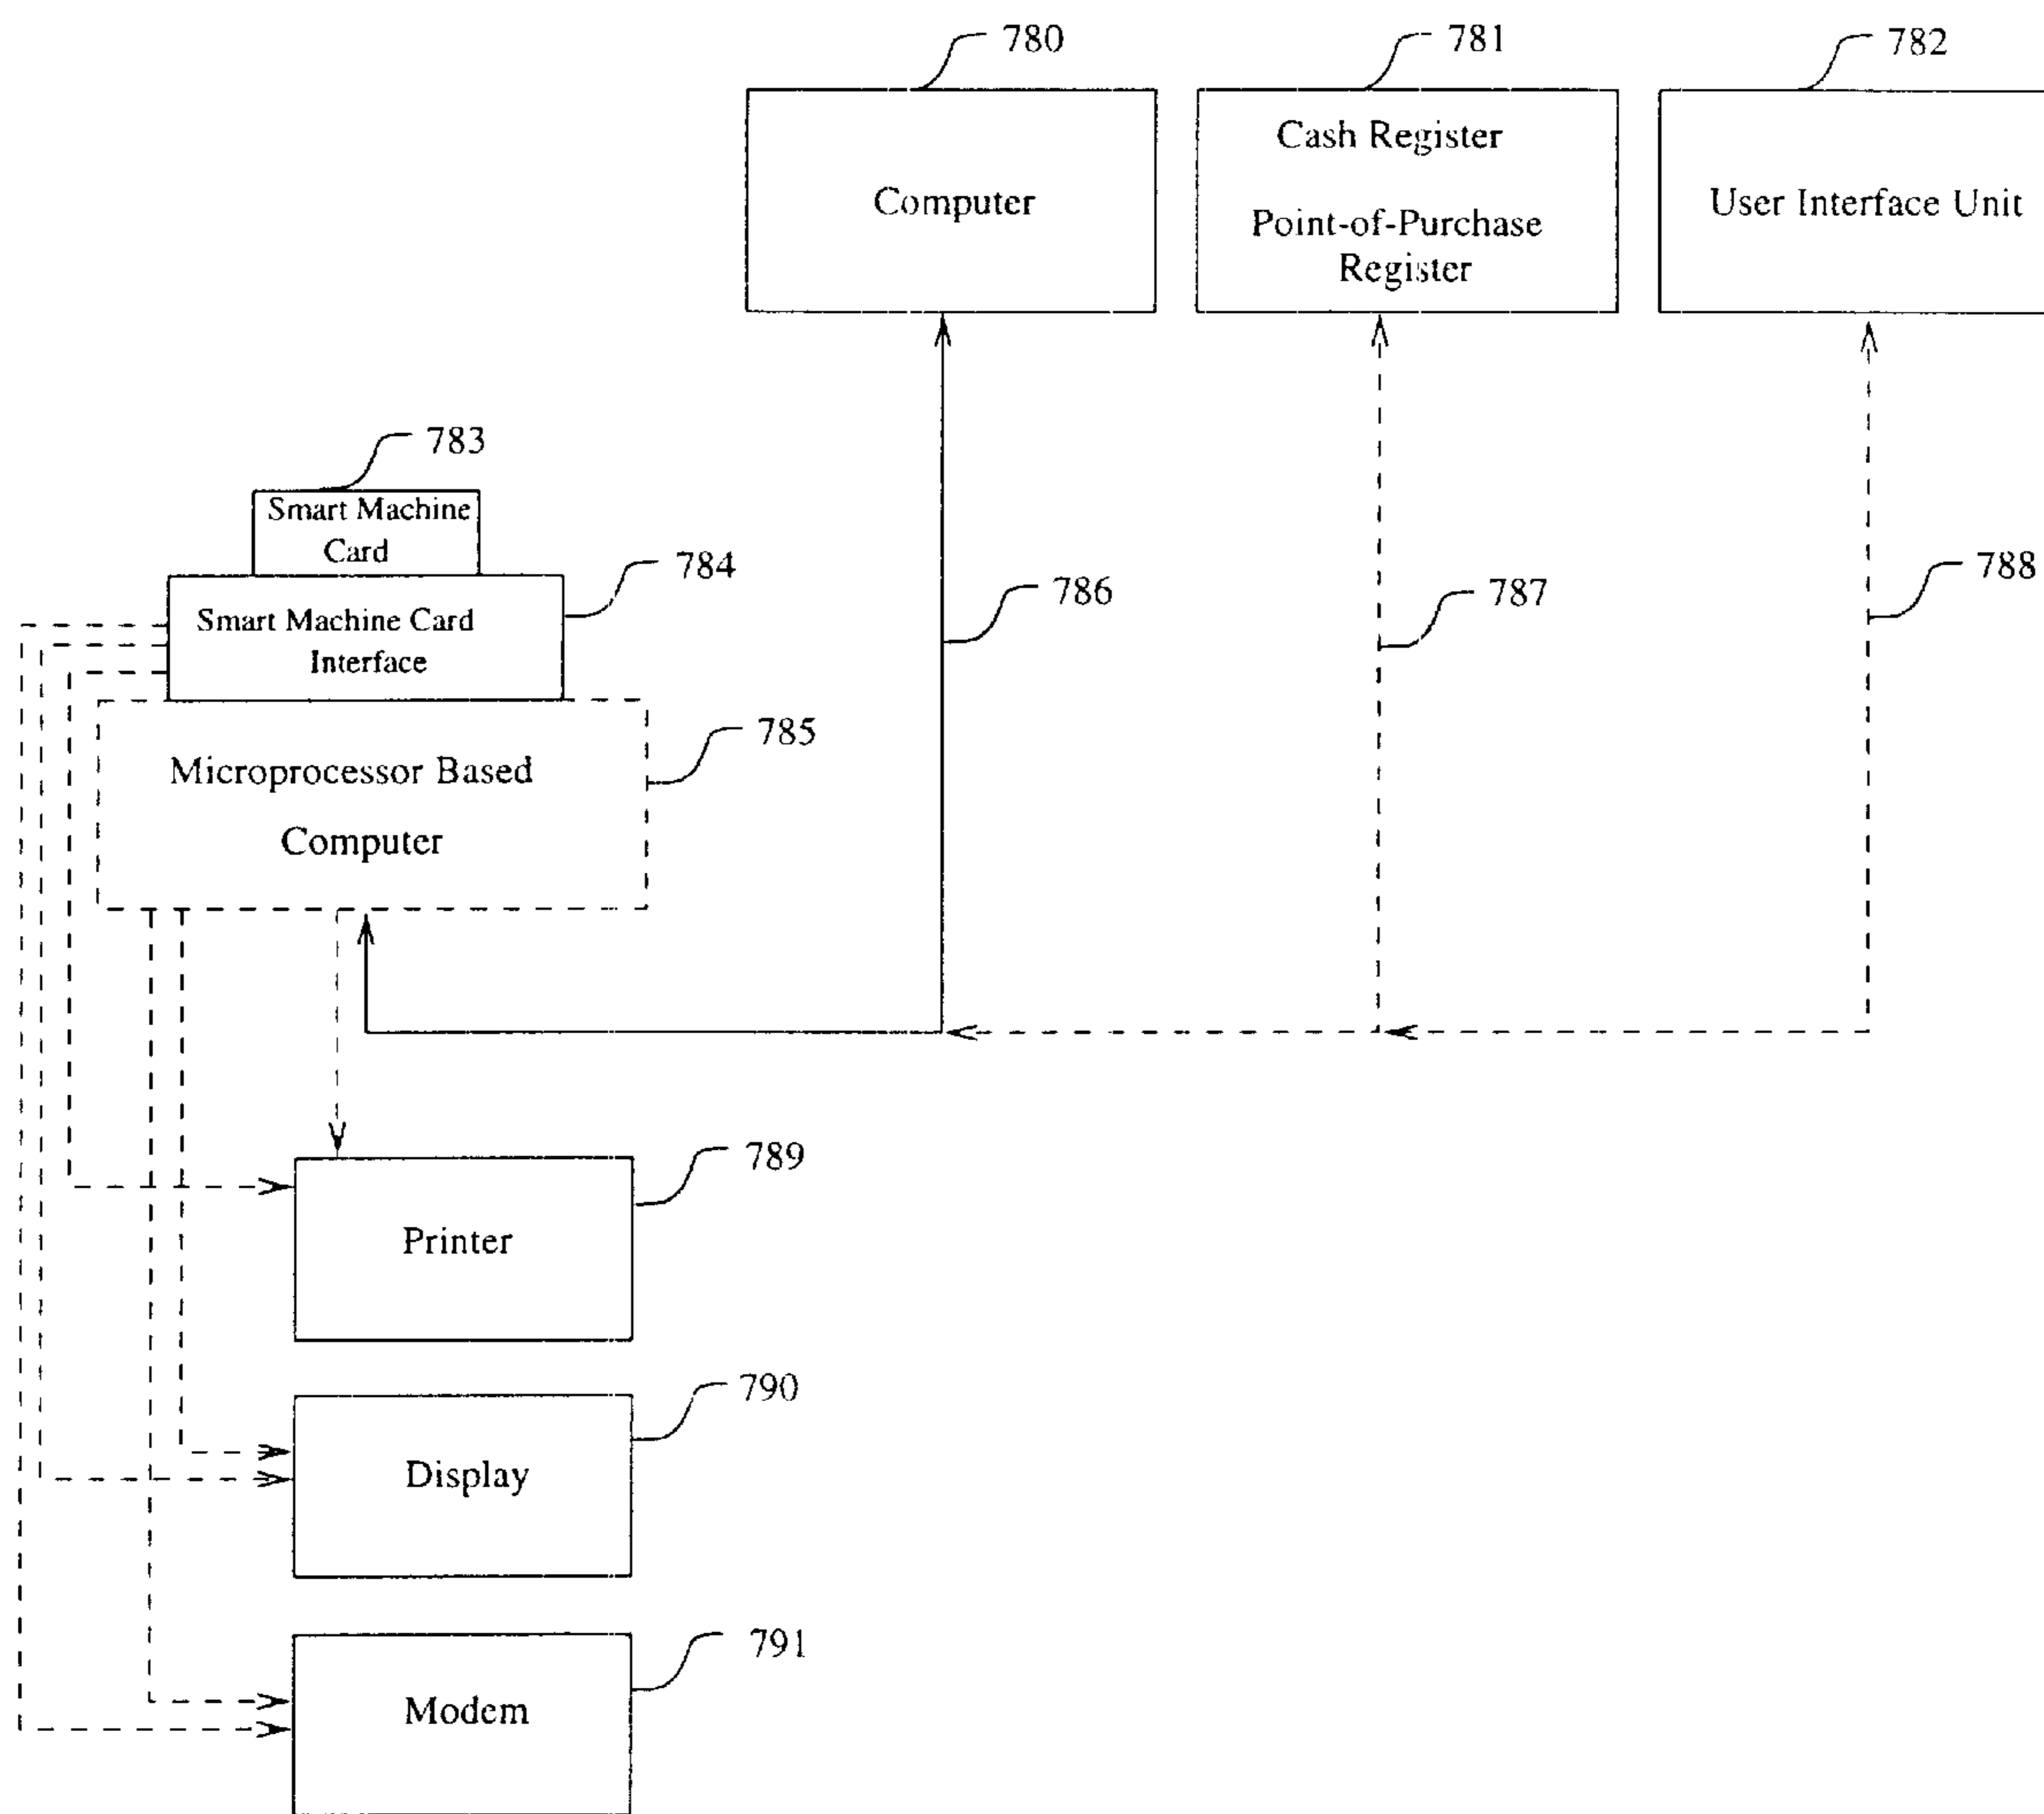 780
781
782
Computer
Cash Register
Point-of-Purchase
Register
User Interface Unit
783
Smart Machine
Card
784
Smart Machine Card
Interface
785
Microprocessor Based
Computer
786
787
788
789
Printer
790
Display
791
Modem